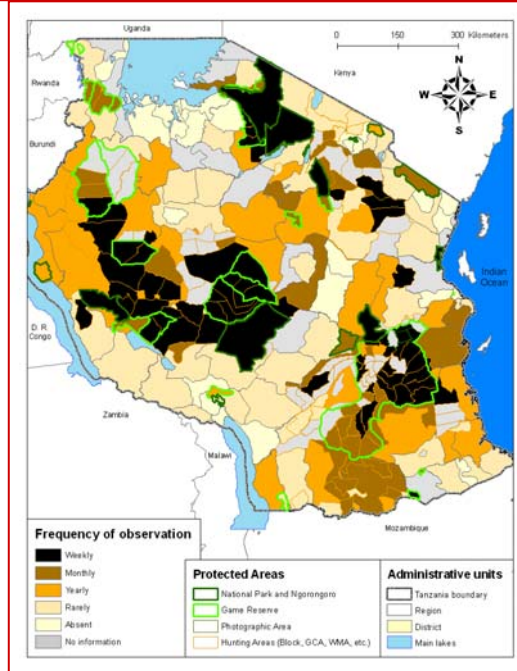 Uganda
0 150 300 Kilometers
Kenya
Rwanda
N
W E
S
Burundi
Indian
Ocean
D. R.
Congo
Zambia
Malawi
Mozambique
Frequency of observation
Weekly
Monthly
Yearly
Rarely
Absent
No information
Protected Areas
National Park and Ngorongoro
Game Reserve
Photographic Area
Hunting Areas (Block, GCA, WMA, etc.)
Administrative units
Tanzania boundary
Region
District
Main lakes